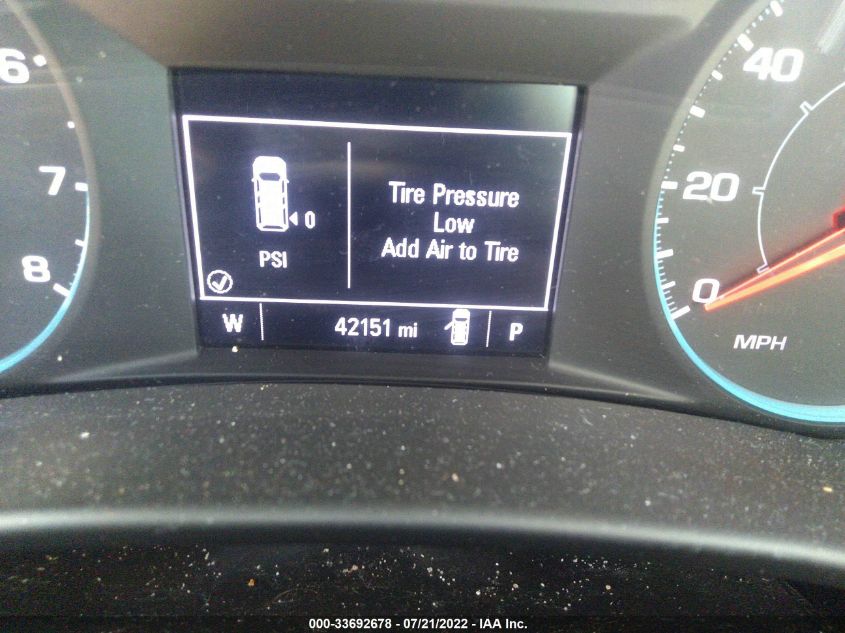 6
7
8
0
PSI
Tire Pressure
Low
Add Air to Tire
W
42151 mi
P
40
20
0
MPH
000-33692678 - 07/21/2022 - IAA Inc.